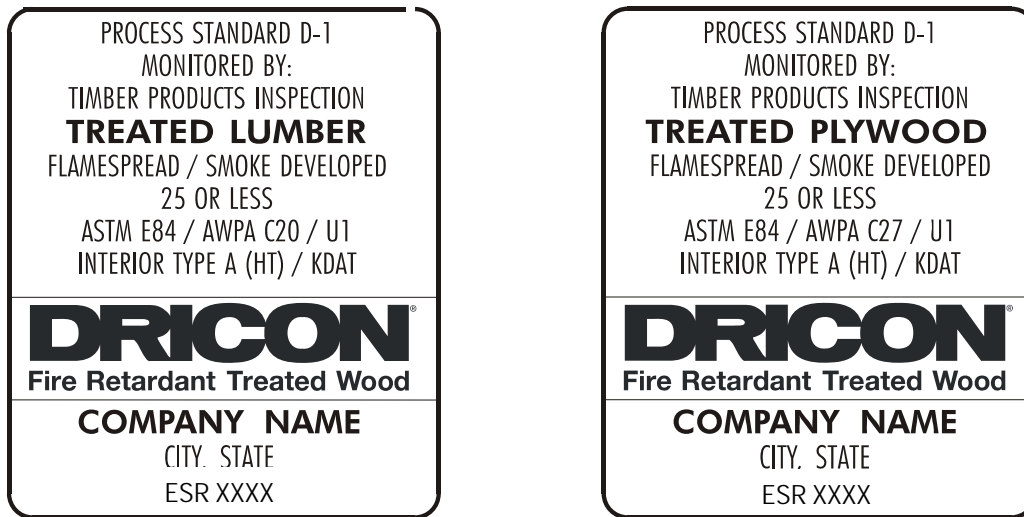 PROCESS STANDARD D-1
MONITORED BY:
TIMBER PRODUCTS INSPECTION
TREATED LUMBER
FLAMESPREAD / SMOKE DEVELOPED
25 OR LESS
ASTM E84 / AWPA C20 / U1
INTERIOR TYPE A (HT) / KDAT
DRICON®
Fire Retardant Treated Wood
COMPANY NAME
CITY, STATE
ESR XXXX
PROCESS STANDARD D-1
MONITORED BY:
TIMBER PRODUCTS INSPECTION
TREATED PLYWOOD
FLAMESPREAD / SMOKE DEVELOPED
25 OR LESS
ASTM E84 / AWPA C27 / U1
INTERIOR TYPE A (HT) / KDAT
DRICON®
Fire Retardant Treated Wood
COMPANY NAME
CITY, STATE
ESR XXXX